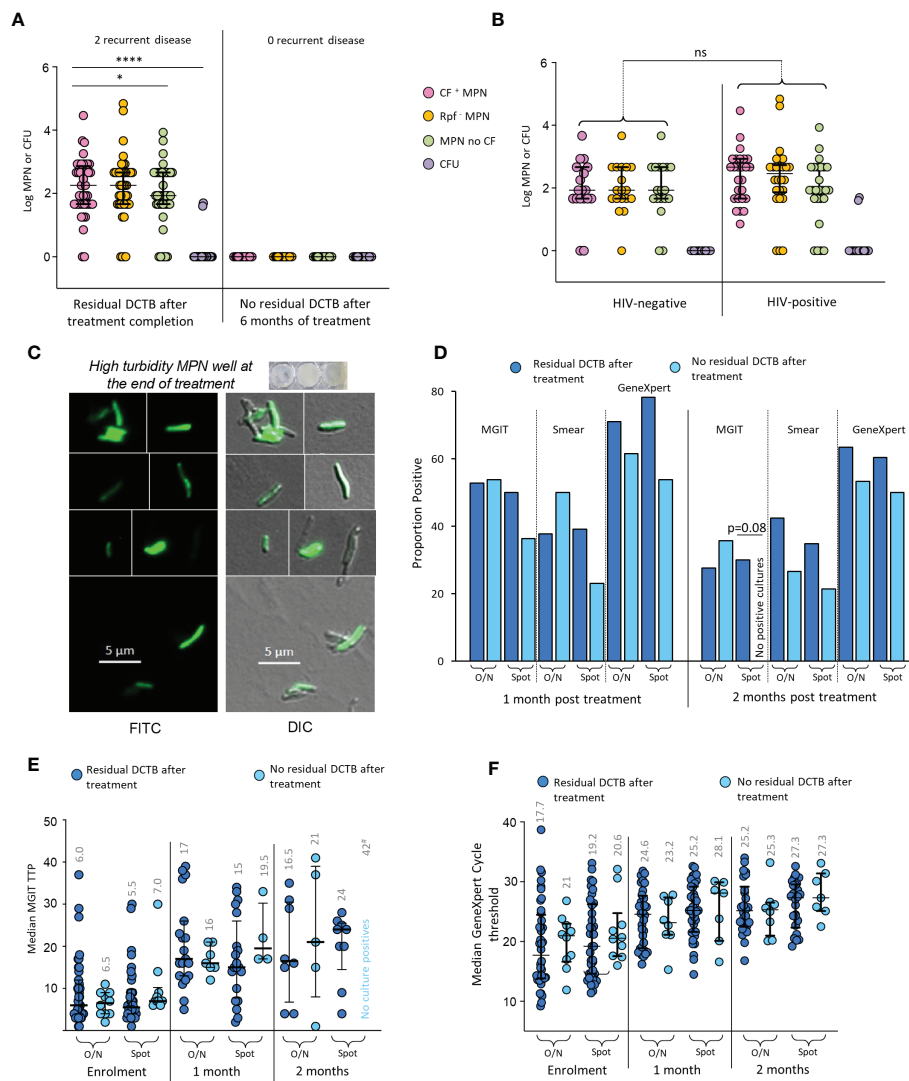 A
2 recurrent disease
0 recurrent disease
****
*
Log MPN or CFU
6
4
2
0
Residual DCTB after
treatment completion
No residual DCTB after
6 months of treatment
CF + MPN
Rpf - MPN
MPN no CF
CFU
B
ns
Log MPN or CFU
6
4
2
0
HIV-negative
HIV-positive
C
High turbidity MPN well at
the end of treatment
5 μm
5 μm
FITC
DIC
D
Residual DCTB after
treatment
No residual DCTB after
treatment
Proportion Positive
80
60
40
20
0
MGIT
Smear
GeneXpert
MGIT
Smear
GeneXpert
p=0.08
No positive cultures
O/N
Spot
O/N
Spot
O/N
Spot
O/N
Spot
O/N
Spot
O/N
Spot
1 month post treatment
2 months post treatment
E
Residual DCTB after
treatment
No residual DCTB after
treatment
Median MGIT TTP
50
40
30
20
10
0
6.0
6.5
5.5
7.0
17
16
15
19.5
16.5
21
24
42#
No culture positives
O/N
Spot
O/N
Spot
O/N
Spot
Enrolment
1 month
2 months
F
Residual DCTB after
treatment
No residual DCTB after
treatment
Median GeneXpert Cycle
threshold
40
30
20
10
17.7
21
19.2
20.6
24.6
23.2
25.2
28.1
25.2
25.3
27.3
27.3
O/N
Spot
O/N
Spot
O/N
Spot
Enrolment
1 month
2 months